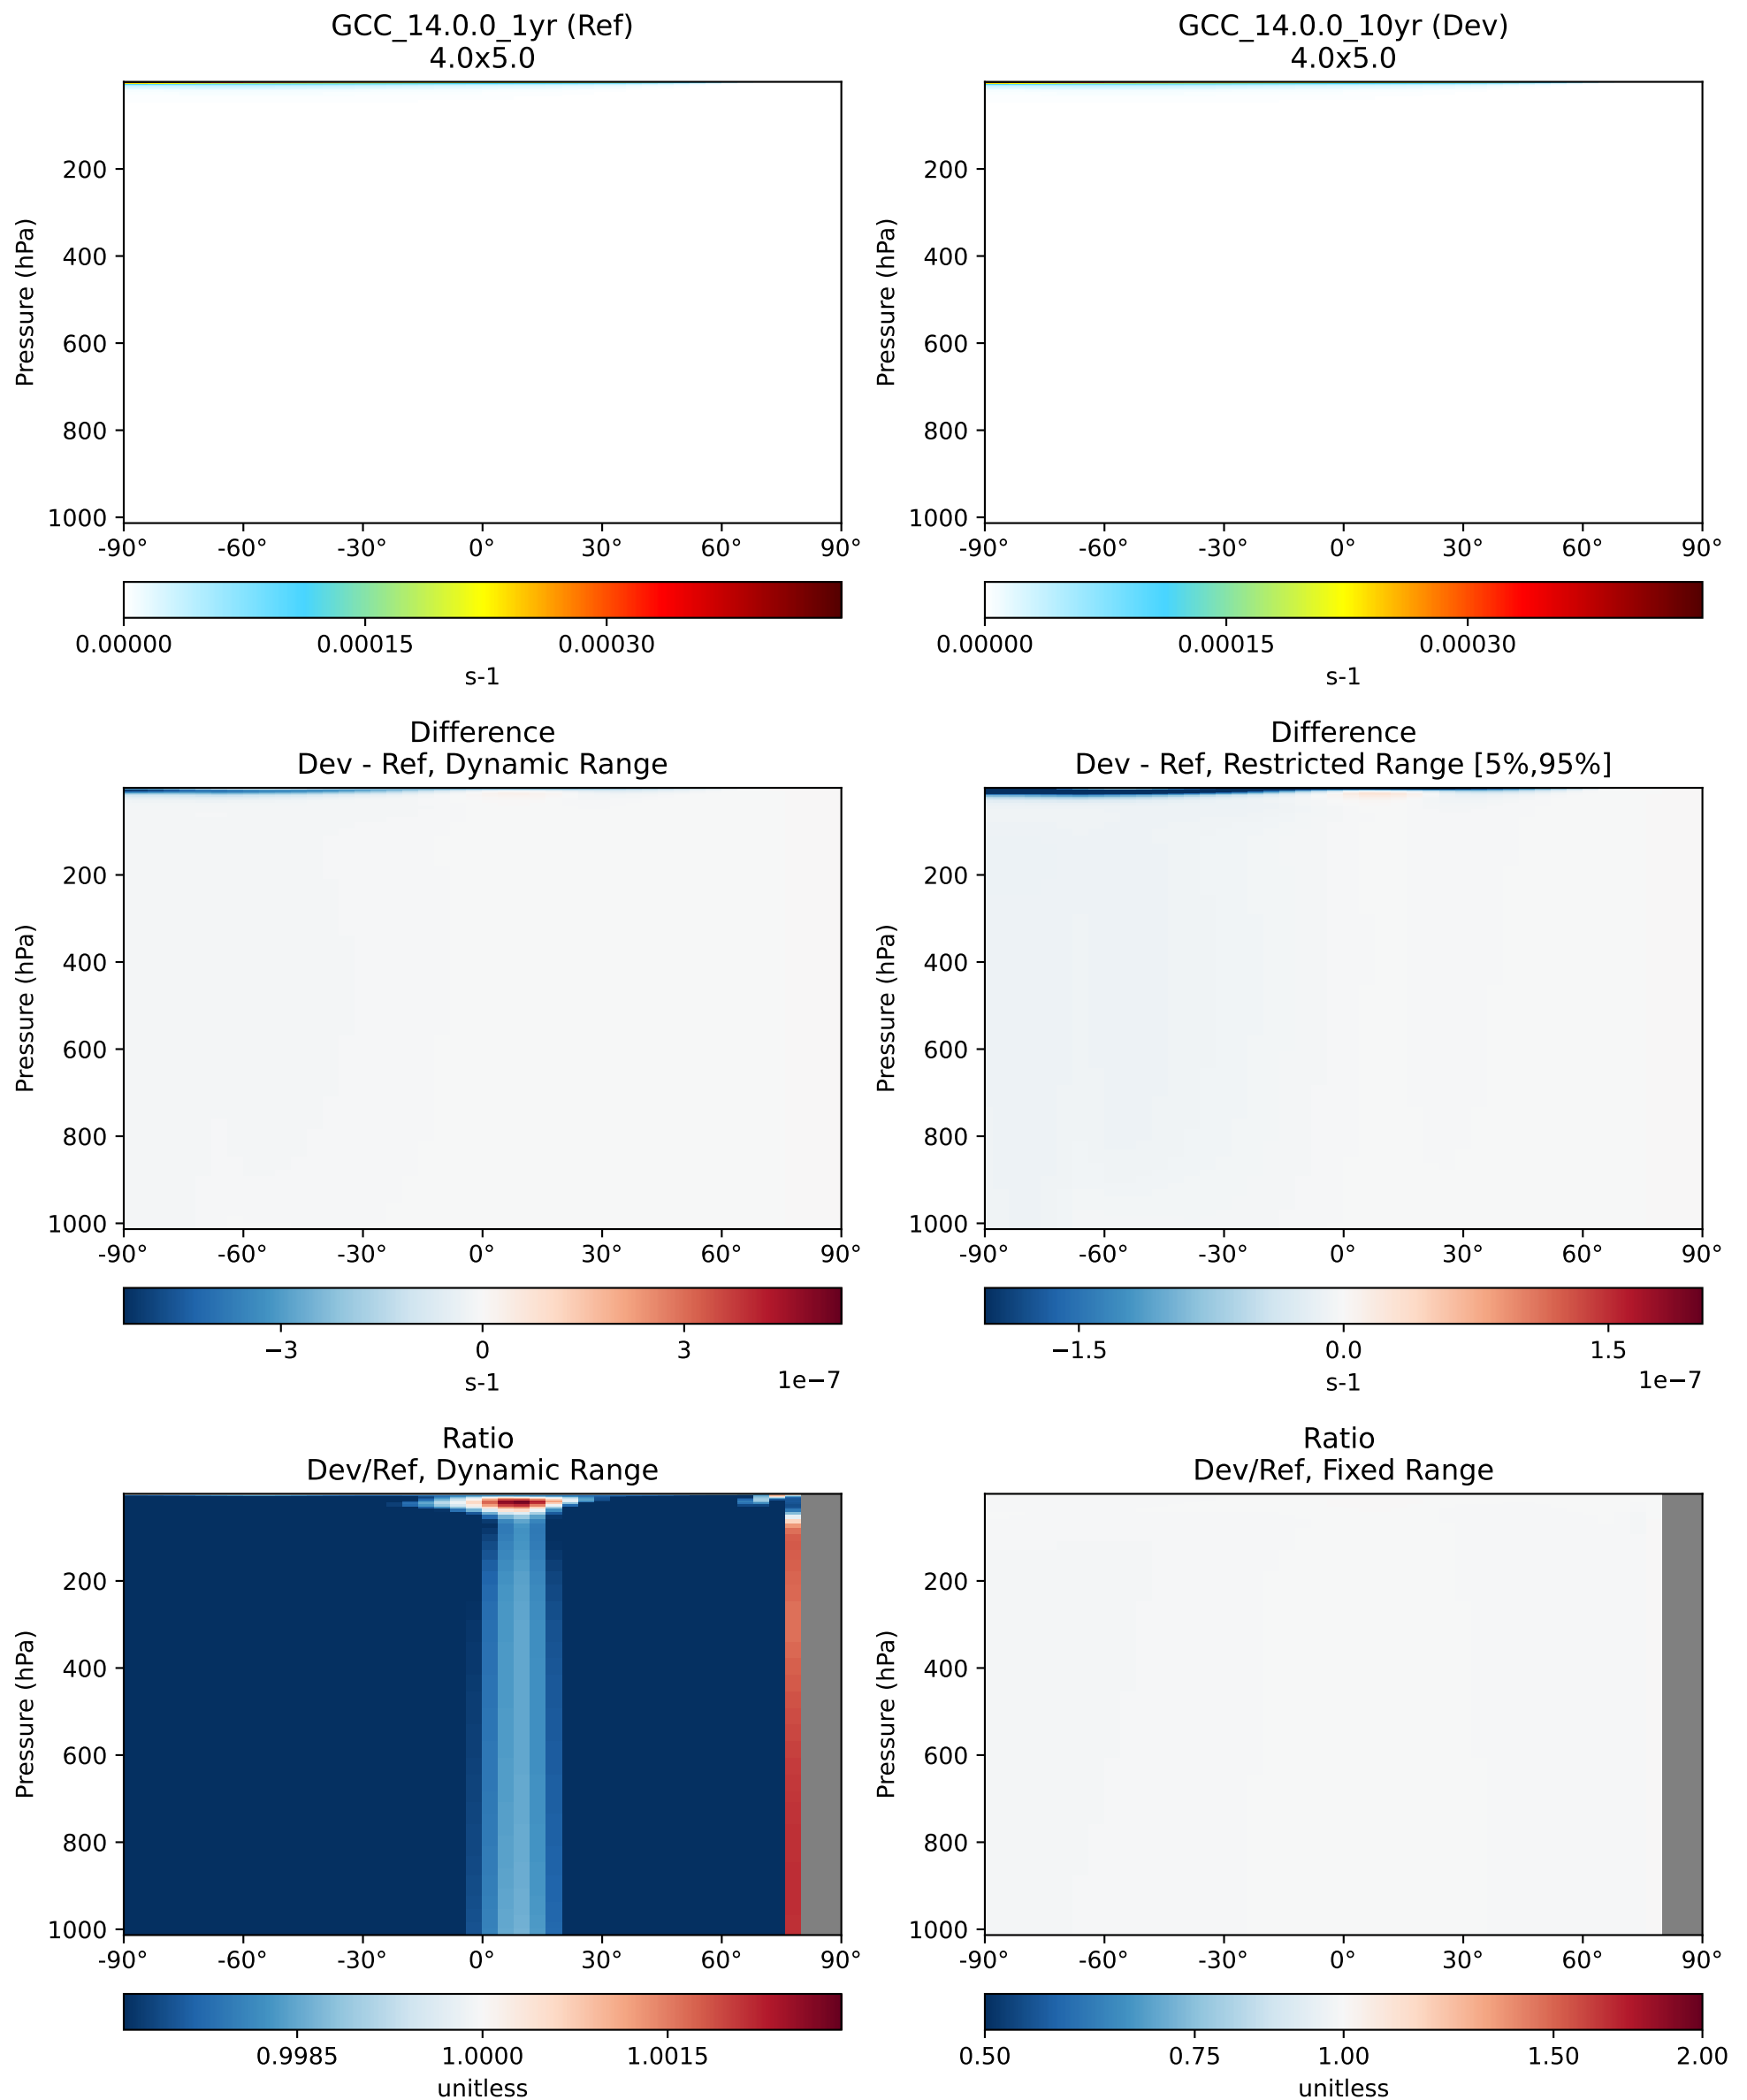 GCC_14.0.0_1yr (Ref)
4.0x5.0
Pressure (hPa)
200
400
600
800
1000
-90° -60° -30° 0° 30° 60° 90°
0.00000 0.00015 0.00030
s-1
GCC_14.0.0_10yr (Dev)
4.0x5.0
Pressure (hPa)
200
400
600
800
1000
-90° -60° -30° 0° 30° 60° 90°
0.00000 0.00015 0.00030
s-1
Difference
Dev - Ref, Dynamic Range
Pressure (hPa)
200
400
600
800
1000
-90° -60° -30° 0° 30° 60° 90°
−3 0 3
s-1 1e−7
Difference
Dev - Ref, Restricted Range [5%,95%]
Pressure (hPa)
200
400
600
800
1000
-90° -60° -30° 0° 30° 60° 90°
−1.5 0.0 1.5
s-1 1e−7
Ratio
Dev/Ref, Dynamic Range
Pressure (hPa)
200
400
600
800
1000
-90° -60° -30° 0° 30° 60° 90°
0.9985 1.0000 1.0015
unitless
Ratio
Dev/Ref, Fixed Range
Pressure (hPa)
200
400
600
800
1000
-90° -60° -30° 0° 30° 60° 90°
0.50 0.75 1.00 1.50 2.00
unitless